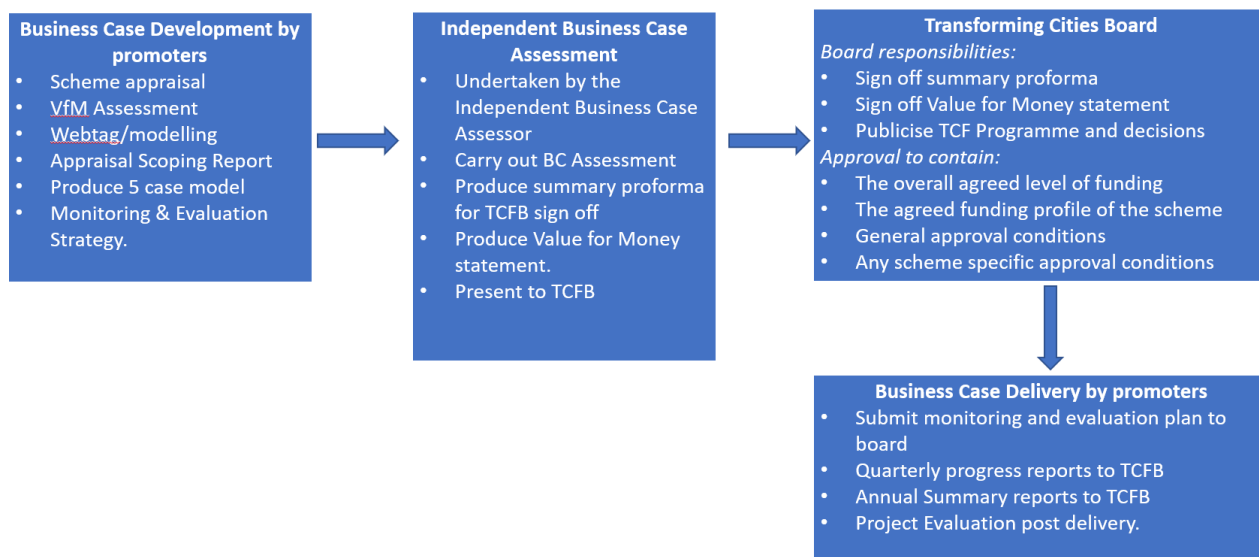 Business Case Development by
promoters
• Scheme appraisal
• VfM Assessment
• Webtag/modelling
• Appraisal Scoping Report
• Produce 5 case model
• Monitoring & Evaluation
Strategy.
Independent Business Case
Assessment
• Undertaken by the
Independent Business Case
Assessor
• Carry out BC Assessment
• Produce summary proforma
for TCFB sign off
• Produce Value for Money
statement.
• Present to TCFB
Transforming Cities Board
Board responsibilities:
• Sign off summary proforma
• Sign off Value for Money statement
• Publicise TCF Programme and decisions
Approval to contain:
• The overall agreed level of funding
• The agreed funding profile of the scheme
• General approval conditions
• Any scheme specific approval conditions
Business Case Delivery by promoters
• Submit monitoring and evaluation plan to
board
• Quarterly progress reports to TCFB
• Annual Summary reports to TCFB
• Project Evaluation post delivery.